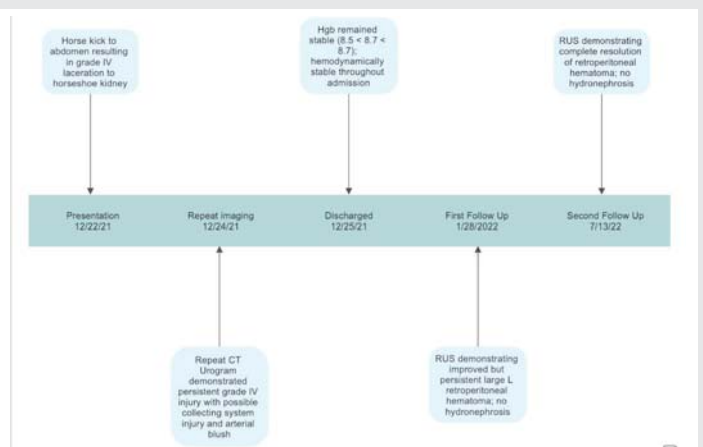 Horse kick to
abdomen resulting
in grade IV
laceration to
horseshoe kidney
Hgb remained
stable (8.5 < 8.7 <
8.7);
hemodynamically
stable throughout
admission
RUS demonstrating
complete resolution
of retroperitoneal
hematoma; no
hydronephrosis
Presentation
12/22/21
Repeat imaging
12/24/21
Discharged
12/25/21
First Follow Up
1/28/2022
Second Follow Up
7/13/22
Repeat CT
Urogram
demonstrated
persistent grade IV
injury with possible
collecting system
injury and arterial
blush
RUS demonstrating
improved but
persistent large L
retroperitoneal
hematoma; no
hydronephrosis